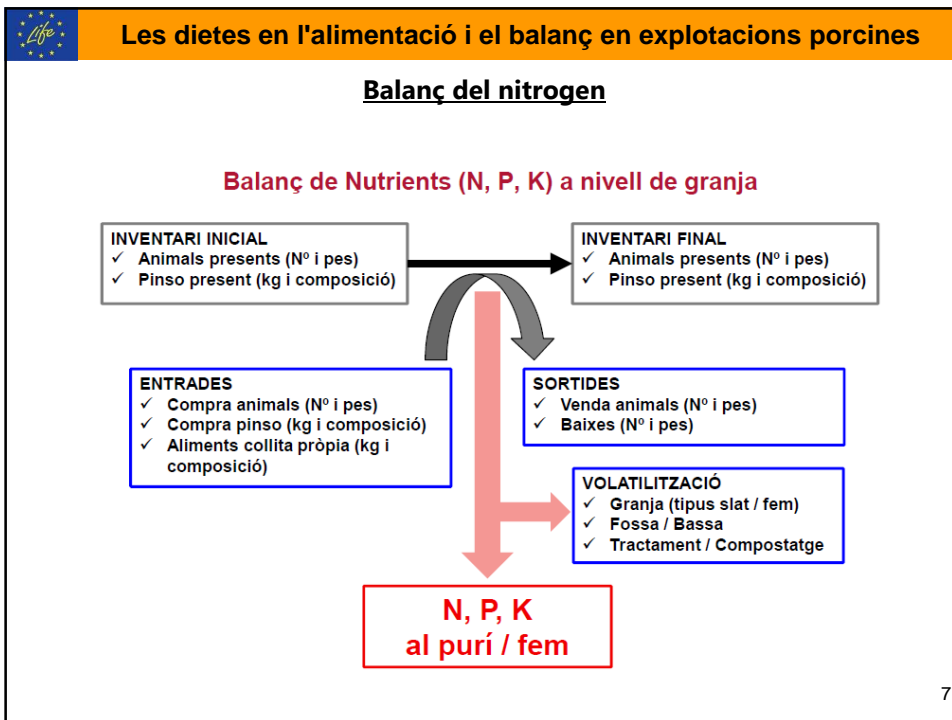 Life
Les dietes en l'alimentació i el balanç en explotacions porcines
Balanç del nitrogen
Balanç de Nutrients (N, P, K) a nivell de granja
INVENTARI INICIAL
✓ Animals presents (Nº i pes)
✓ Pinso present (kg i composició)
INVENTARI FINAL
✓ Animals presents (Nº i pes)
✓ Pinso present (kg i composició)
ENTRADES
✓ Compra animals (Nº i pes)
✓ Compra pinso (kg i composició)
✓ Aliments collita pròpia (kg i
composició)
SORTIDES
✓ Venda animals (Nº i pes)
✓ Baixes (Nº i pes)
VOLATILITZACIÓ
✓ Granja (tipus slat / fem)
✓ Fossa / Bassa
✓ Tractament / Compostatge
N, P, K
al purí / fem
7